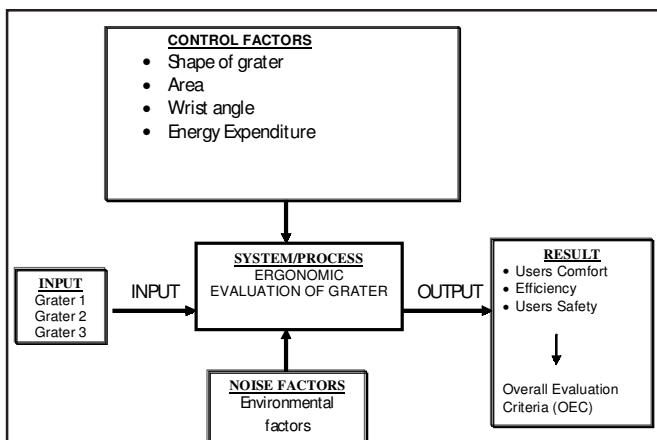 CONTROL FACTORS
• Shape of grater
• Area
• Wrist angle
• Energy Expenditure
SYSTEM/PROCESS
ERGONOMIC
EVALUATION OF GRATER
INPUT
Grater 1
Grater 2
Grater 3
INPUT
OUTPUT
RESULT
• Users Comfort
• Efficiency
• Users Safety
Overall Evaluation
Criteria (OEC)
NOISE FACTORS
Environmental
factors